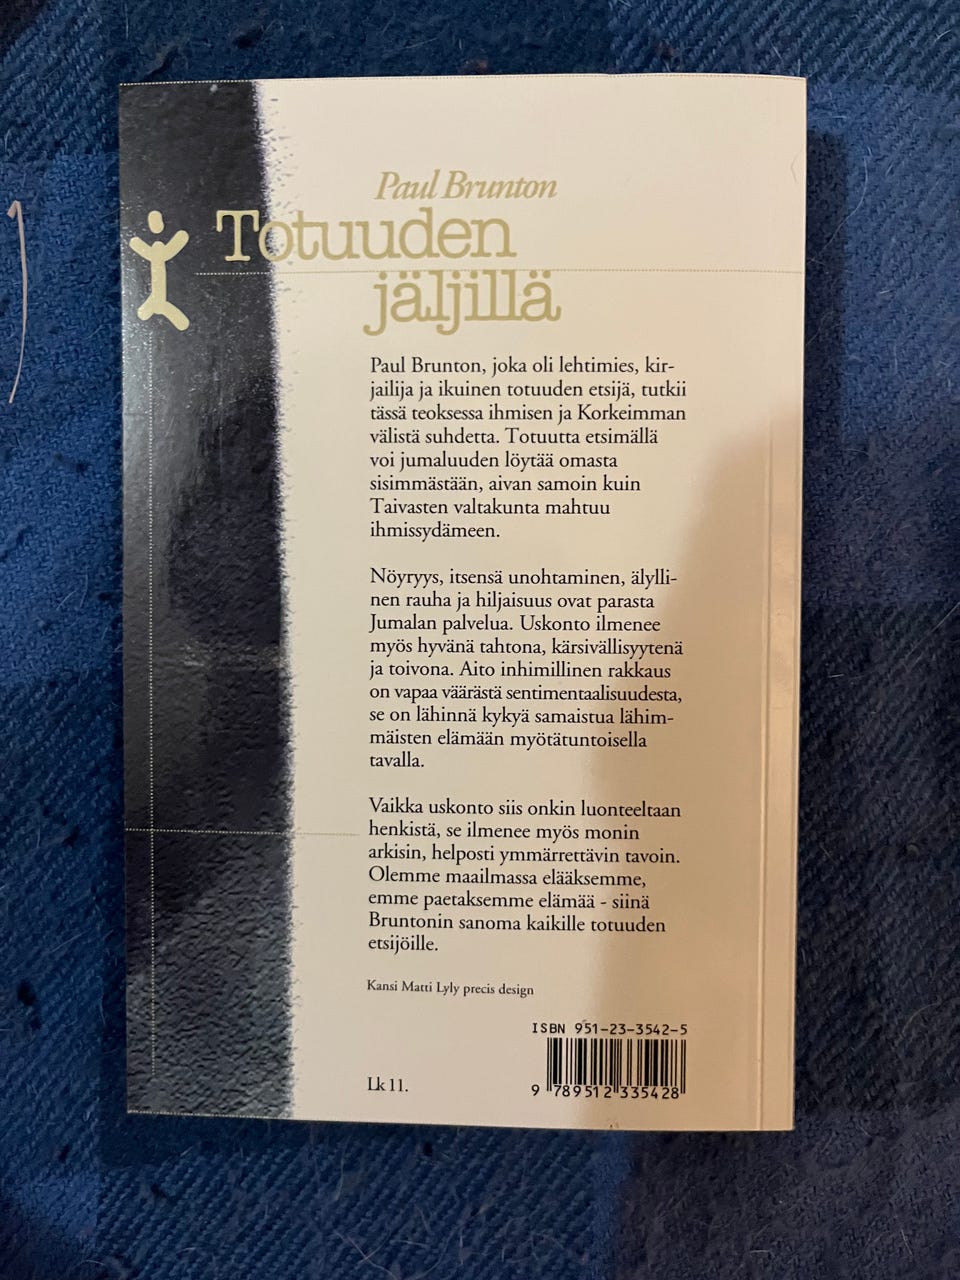 Paul Brunton
Totuuden
jäljillä
Paul Brunton, joka oli lehtimies, kir-
jailija ja ikuinen totuuden etsijä, tutkii
tässä teoksessa ihmisen ja Korkeimman
välistä suhdetta. Totuutta etsimällä
voi jumaluuden löytää omasta
sisimmästään, aivan samoin kuin
Taivasten valtakunta mahtuu
ihmissydämeen.
Nöyryys, itsensä unohtaminen, älylli-
nen rauha ja hiljaisuus ovat parasta
Jumalan palvelua. Uskonto ilmenee
myös hyvänä tahtona, kärsivällisyytenä
ja toivona. Aito inhimillinen rakkaus
on vapaa väärästä sentimentaalisuudesta,
se on lähinnä kykyä samaistua lähim-
mäisten elämään myötätuntoisella
tavalla.
Vaikka uskonto siis onkin luonteeltaan
henkistä, se ilmenee myös monin
arkisin, helposti ymmärrettävin tavoin.
Olemme maailmassa elääksemme,
emme paetaksemme elämää - siinä
Bruntonin sanoma kaikille totuuden
etsijöille.
Kansi Matti Lyly precis design
ISBN 951-23-3542-5
9 789512 335428
Lk 11.